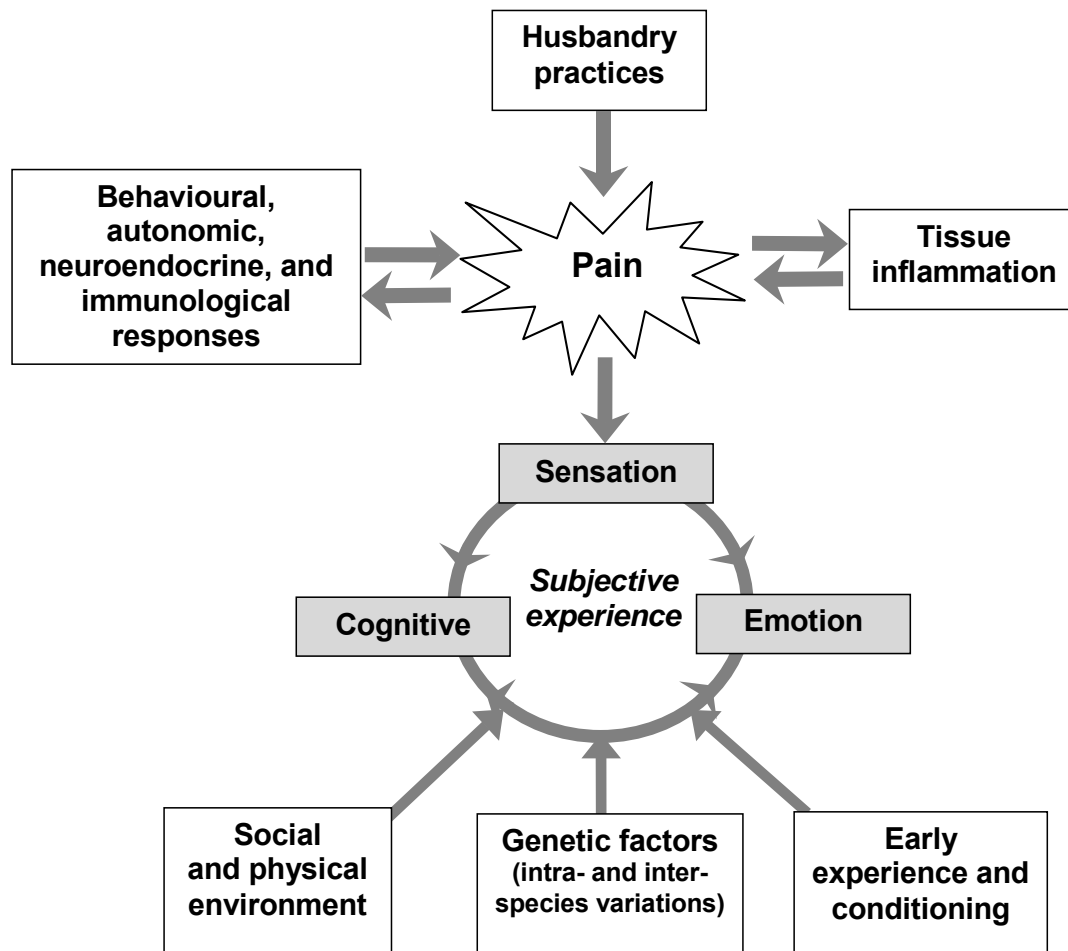 Husbandry
practices
Behavioural,
autonomic,
neuroendocrine, and
immunological
responses
Pain
Tissue
inflammation
Sensation
Subjective
experience
Cognitive
Emotion
Social
and physical
environment
Genetic factors
(intra- and inter-
species variations)
Early
experience and
conditioning